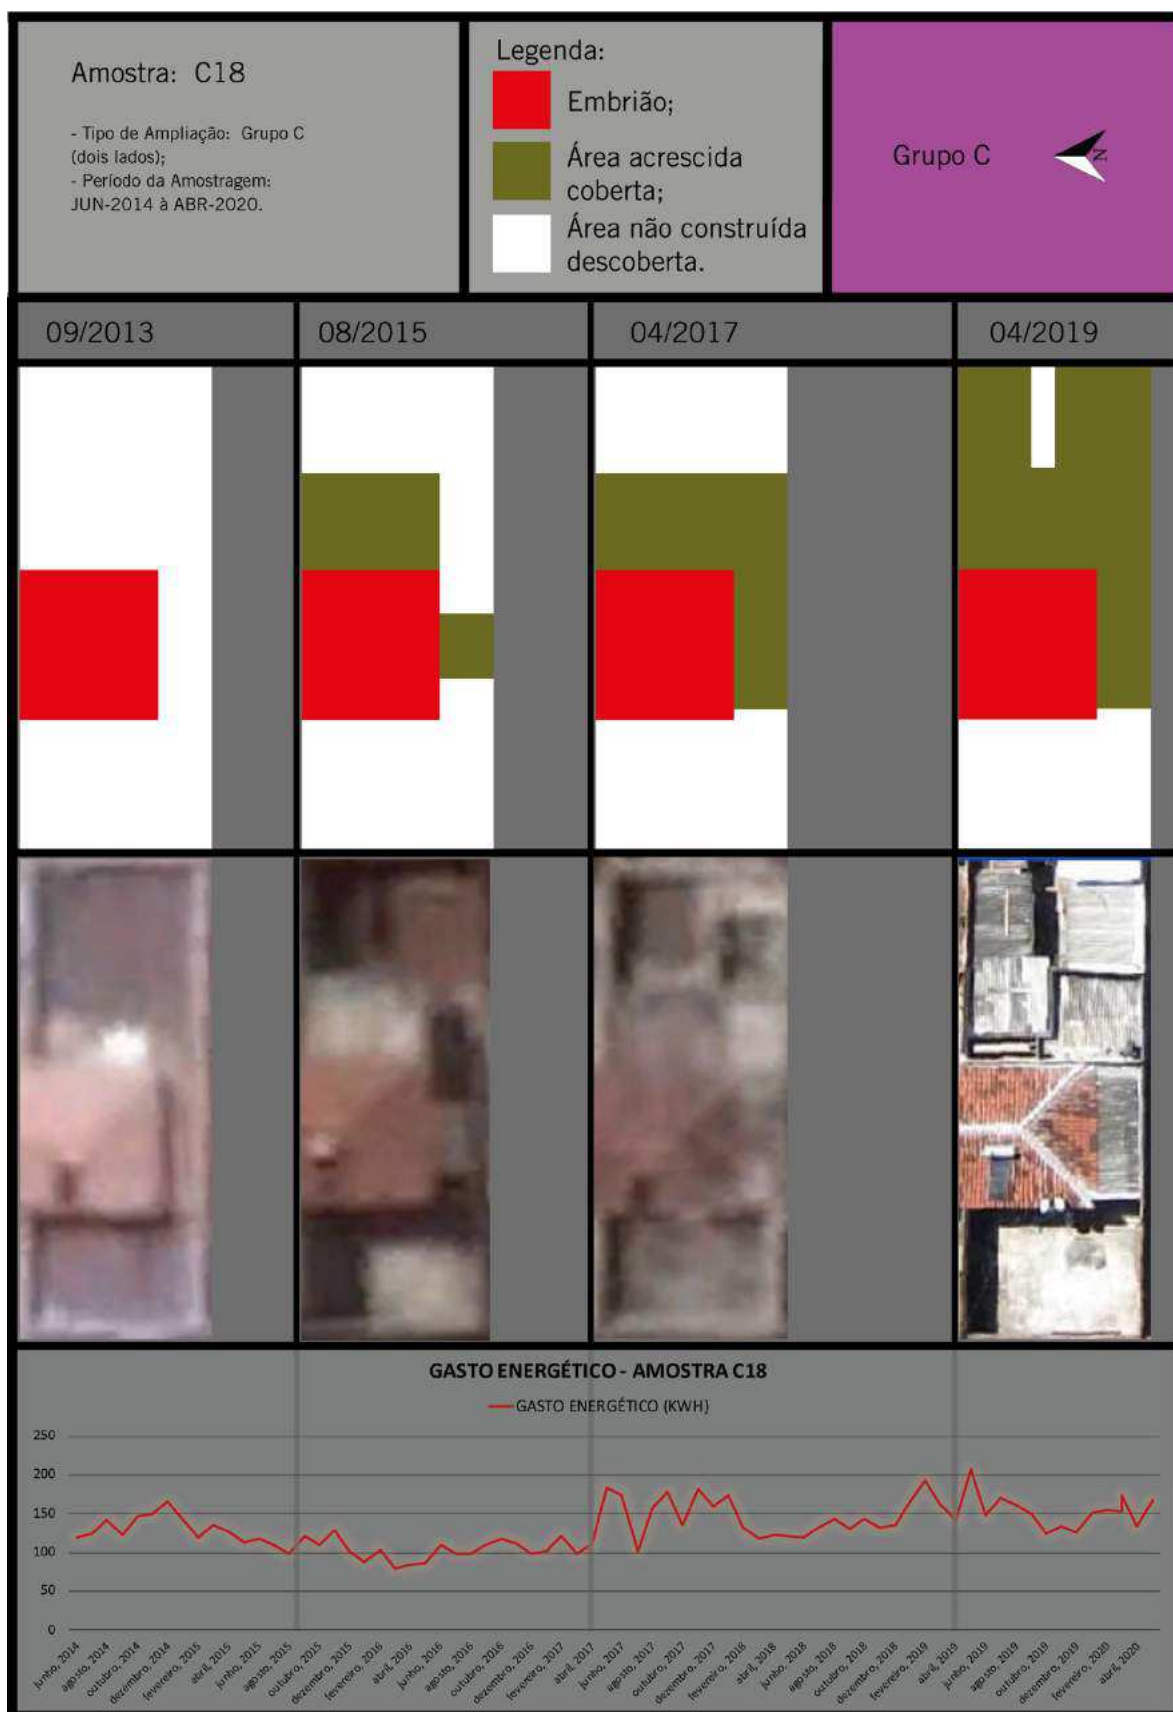 Amostra: C18
- Tipo de Ampliação: Grupo C
(dois lados);
- Período da Amostragem:
JUN-2014 à ABR-2020.
Legenda:
Embrião;
Área acrescida
coberta;
Área não construída
descoberta.
Grupo C
N
09/2013
08/2015
04/2017
04/2019
GASTO ENERGÉTICO - AMOSTRA C18
GASTO ENERGÉTICO (KWH)
250
200
150
100
50
0
junho, 2014
agosto, 2014
outubro, 2014
dezembro, 2014
fevereiro, 2015
abril, 2015
junho, 2015
agosto, 2015
outubro, 2015
dezembro, 2015
fevereiro, 2016
abril, 2016
junho, 2016
agosto, 2016
outubro, 2016
dezembro, 2016
fevereiro, 2017
abril, 2017
junho, 2017
agosto, 2017
outubro, 2017
dezembro, 2017
fevereiro, 2018
abril, 2018
junho, 2018
agosto, 2018
outubro, 2018
dezembro, 2018
fevereiro, 2019
abril, 2019
junho, 2019
agosto, 2019
outubro, 2019
dezembro, 2019
fevereiro, 2020
abril, 2020